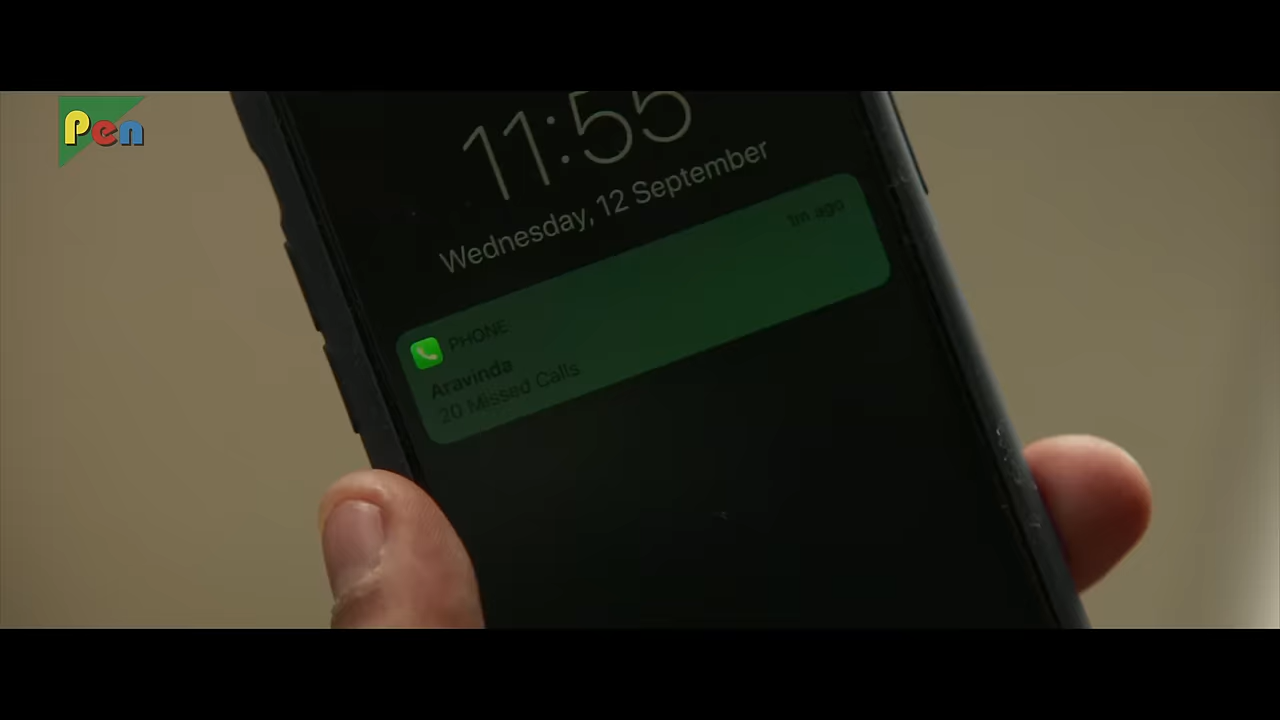 Pen
11:55
Wednesday, 12 September
1m ago
PHONE
Aravinda
20 Missed Calls